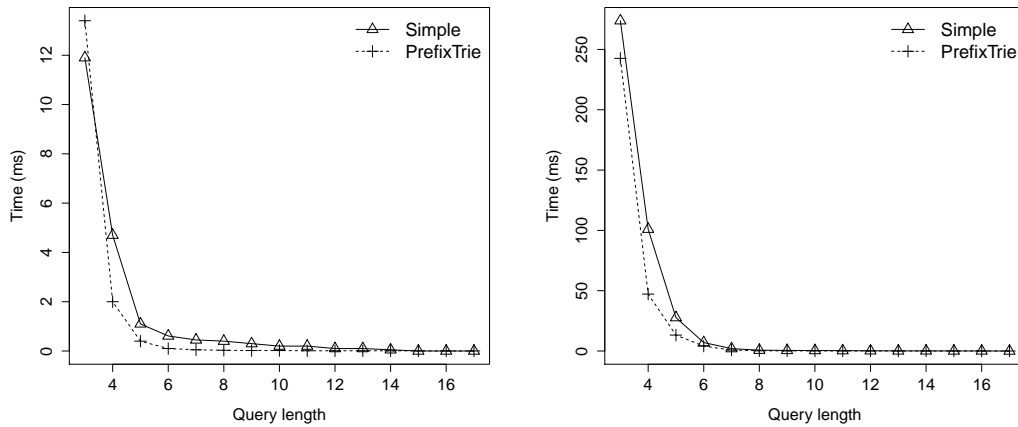 Simple
PrefixTrie
Time (ms)
0 2 4 6 8 10 12
4 6 8 10 12 14 16
Query length
Simple
PrefixTrie
Time (ms)
0 50 100 150 200 250
4 6 8 10 12 14 16
Query length